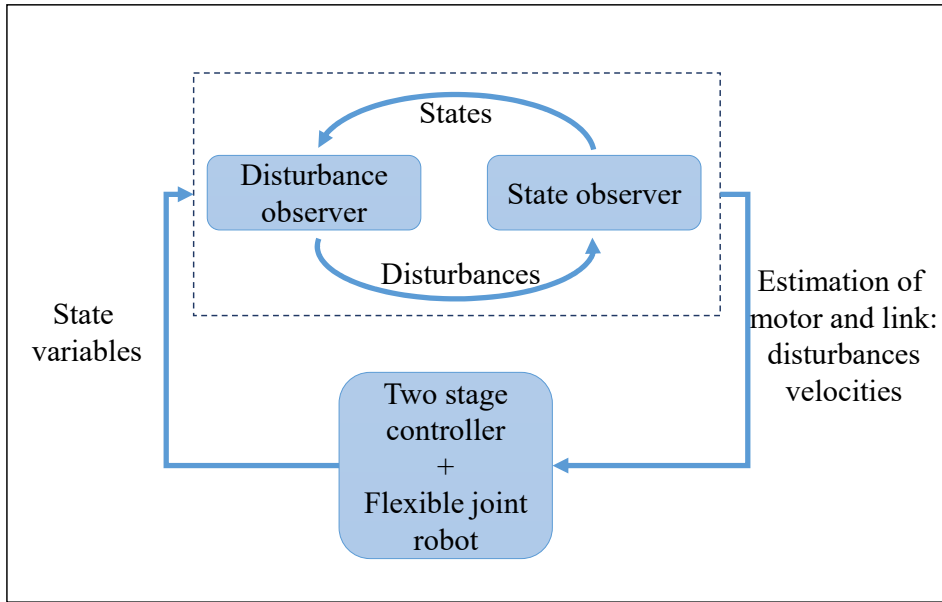 States
Disturbance
observer
State observer
Disturbances
State
variables
Estimation of
motor and link:
disturbances
velocities
Two stage
controller
+
Flexible joint
robot